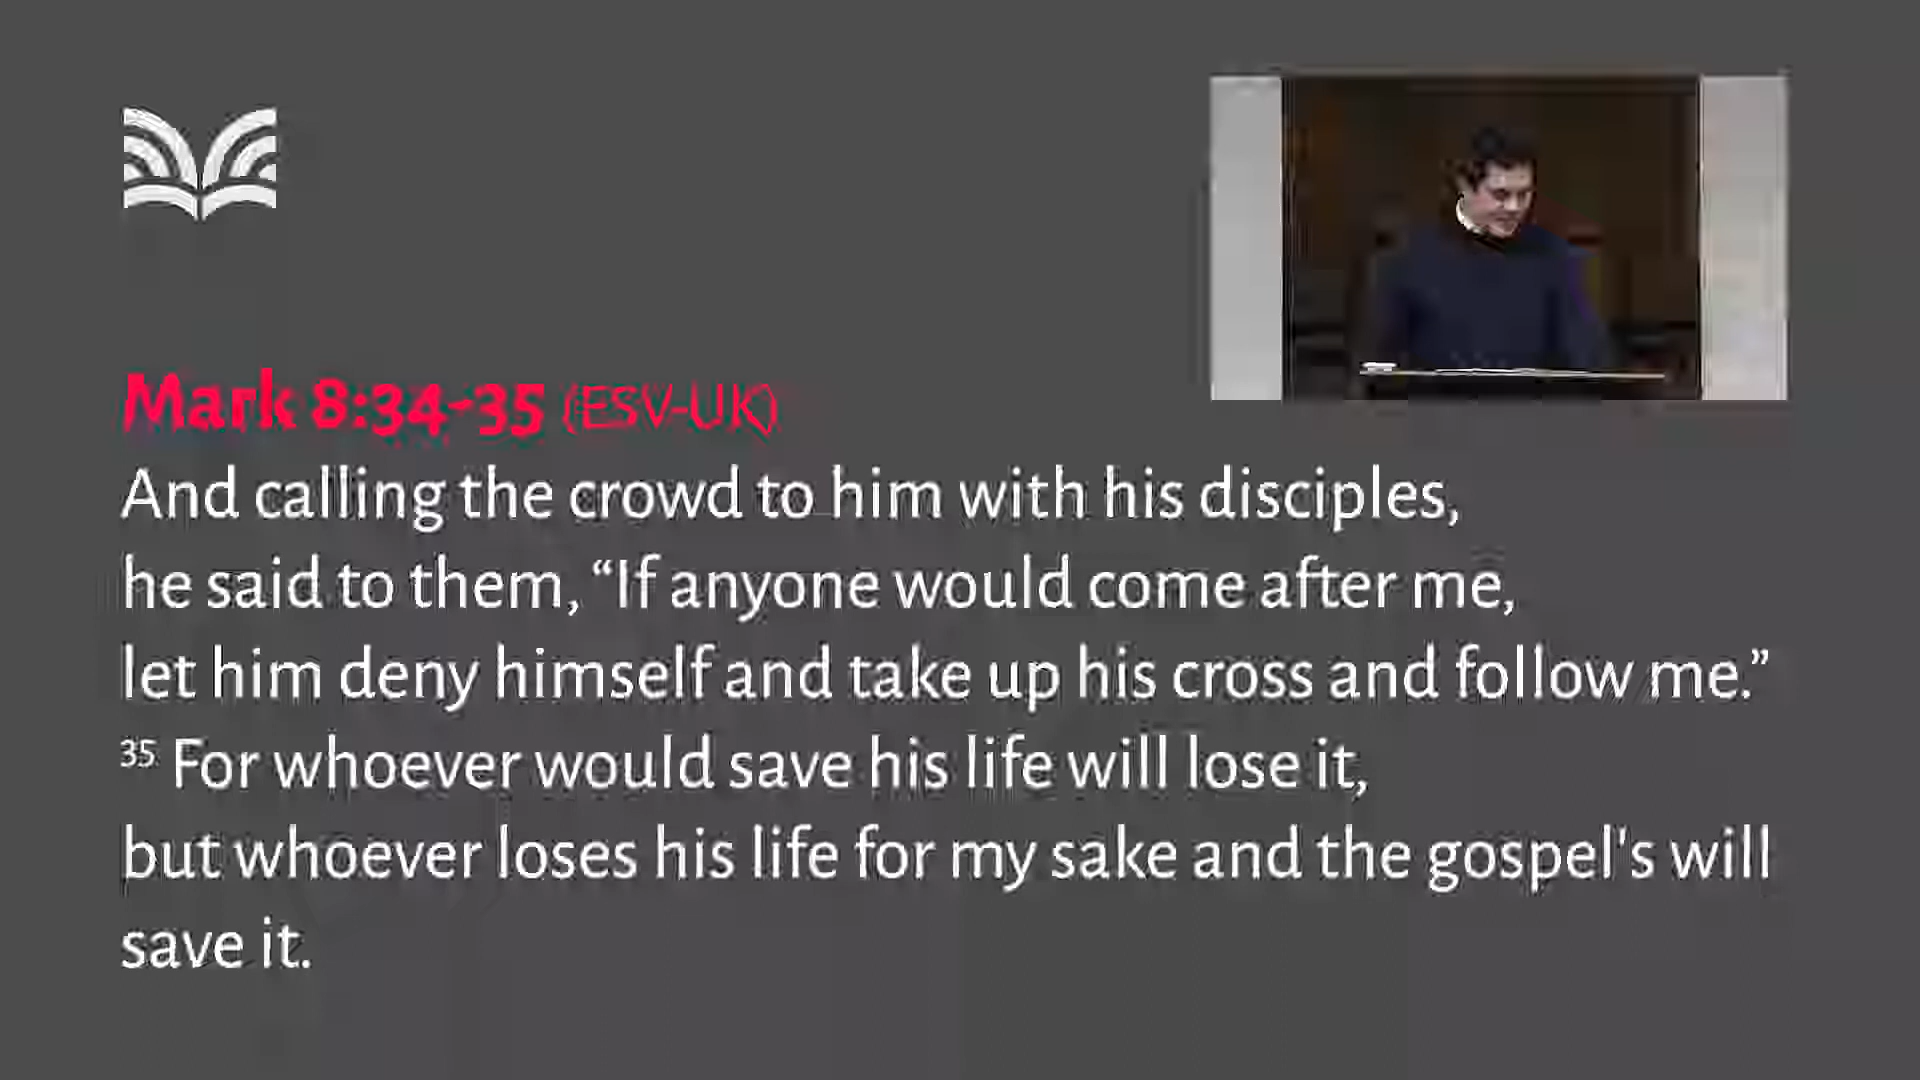 Mark 8:34-35 (ESV-UK)
And calling the crowd to him with his disciples,
he said to them, “If anyone would come after me,
let him deny himself and take up his cross and follow me.”
35 For whoever would save his life will lose it,
but whoever loses his life for my sake and the gospel's will
save it.